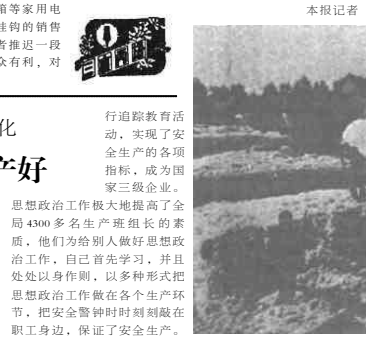 箱等家用电
挂钩的销售
者推迟一段
众有利，对
本报记者
化
产好
行追踪教育活
动，实现了安
全生产的各项
指标，成为国
家三级企业。
思想政治工作极大地提高了全
局4300多名生产班组长的素
质，他们为给别人做好思想政
治工作，自己首先学习，并且
处处以身作则，以多种形式把
思想政治工作做在各个生产环
节，把安全警钟时时刻刻敲在
职工身边，保证了安全生产。